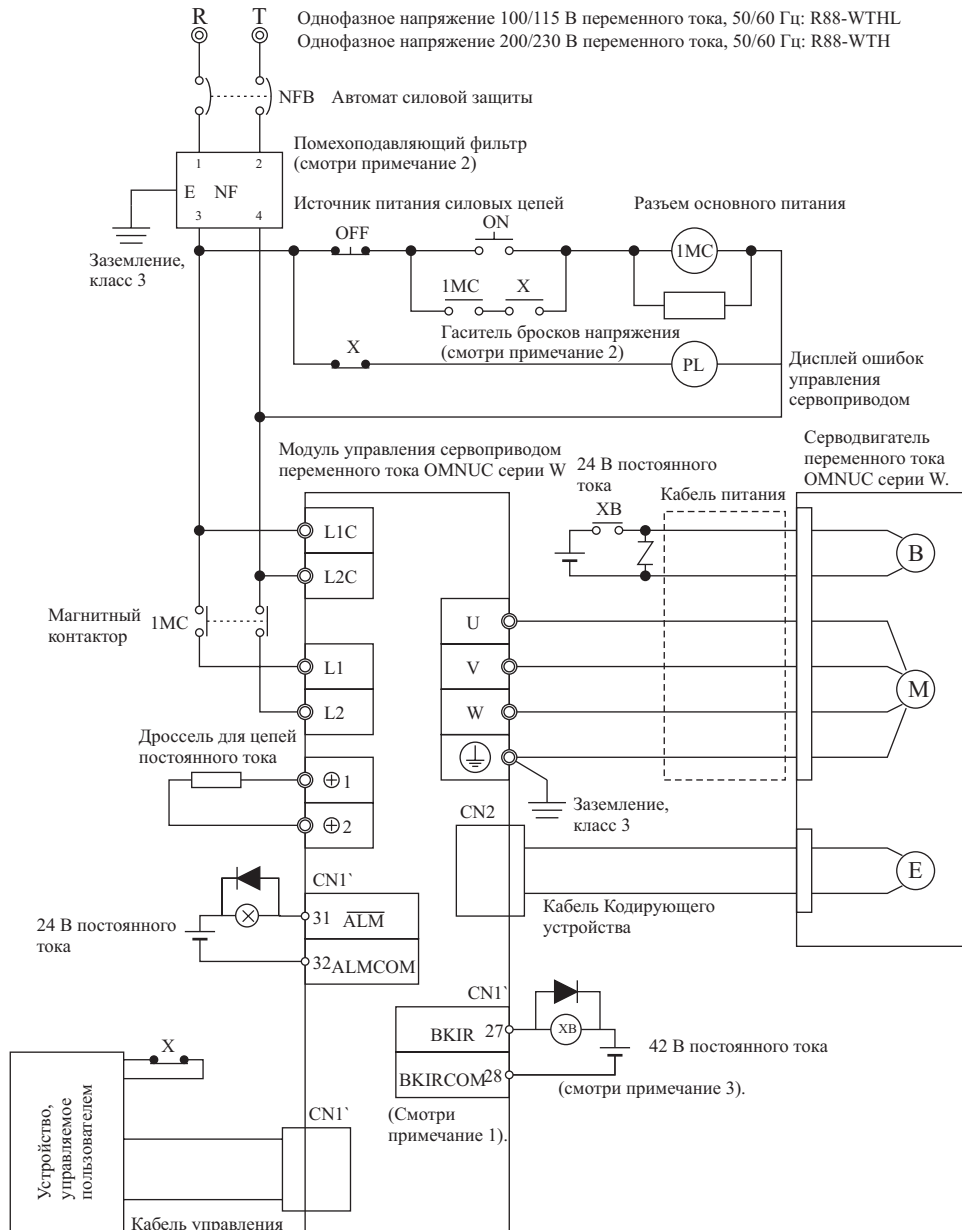 R T
Однофазное напряжение 100/115 В переменного тока, 50/60 Гц: R88-WTHL
Однофазное напряжение 200/230 В переменного тока, 50/60 Гц: R88-WTH
NFB Автомат силовой защиты
Помехоподавляющий фильтр
(смотри примечание 2)
1 2
E NF
3 4
Заземление,
класс 3
Источник питания силовых цепей
Разъем основного питания
OFF
ON
1MC
1MC X
Гаситель бросков напряжения
(смотри примечание 2)
X
PL
Дисплей ошибок
управления
сервоприводом
Модуль управления сервоприводом
переменного тока OMNUC серии W
24 В постоянного
тока
Кабель питания
Серводвигатель
переменного тока
OMNUC серии W.
XB
L1C
L2C
B
Магнитный
контактор
1MC
L1
L2
U
V
W
M
Дроссель для цепей
постоянного тока
⊕1
⊕2
Заземление,
класс 3
CN2
E
Кабель Кодирующего
устройства
CN1`
24 В постоянного
тока
31 ALM
32 ALMCOM
CN1`
BKIR 27
XB
42 В постоянного тока
BKIRCOM 28
(смотри примечание 3).
(Смотри
примечание 1).
X
Устройство,
управляемое
пользователем
CN1`
Кабель управления